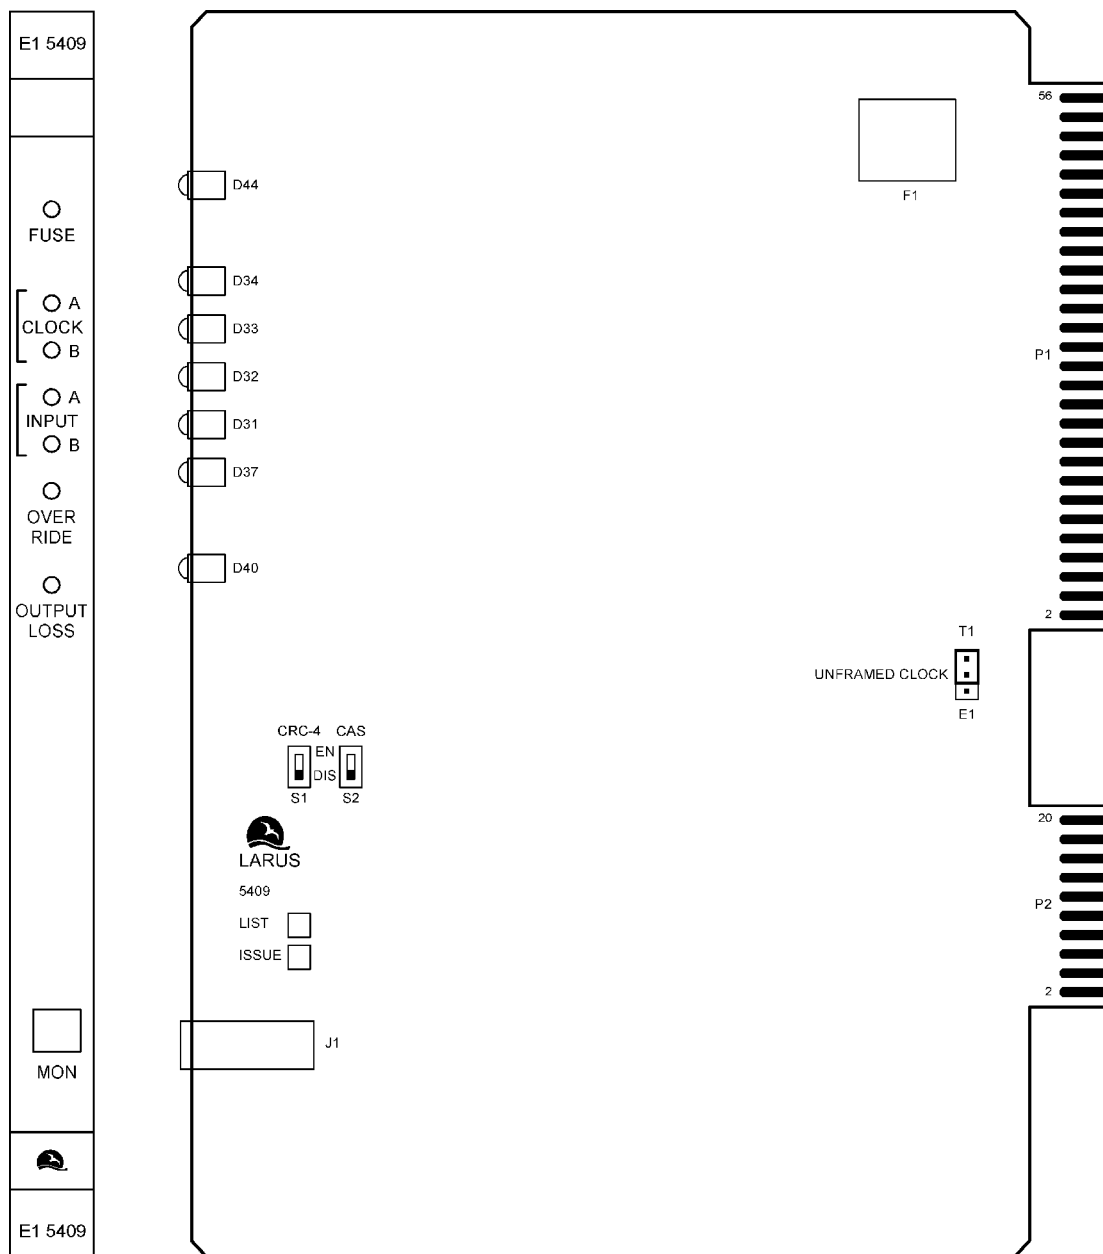 E1 5409
FUSE
A
CLOCK
B
A
INPUT
B
OVER
RIDE
OUTPUT
LOSS
MON
E1 5409
D44
D34
D33
D32
D31
D37
D40
F1
56
P1
2
T1
UNFRAMED CLOCK
E1
CRC-4 CAS
EN
DIS
S1 S2
LARUS
5409
LIST
ISSUE
J1
20
P2
2